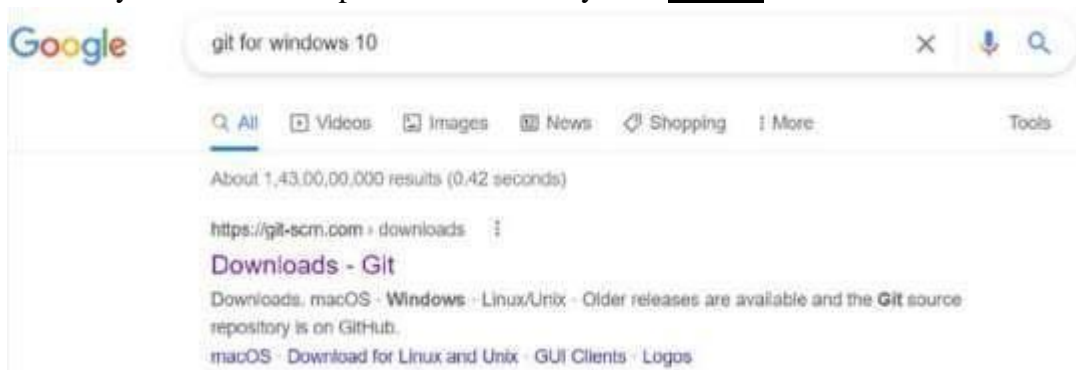 Google
git for windows 10
All Videos Images News Shopping More Tools
About 1,43,00,00,000 results (0.42 seconds)
https://git-scm.com › downloads
Downloads - Git
Downloads. macOS · Windows · Linux/Unix · Older releases are available and the Git source
repository is on GitHub.
macOS · Download for Linux and Unix · GUI Clients · Logos